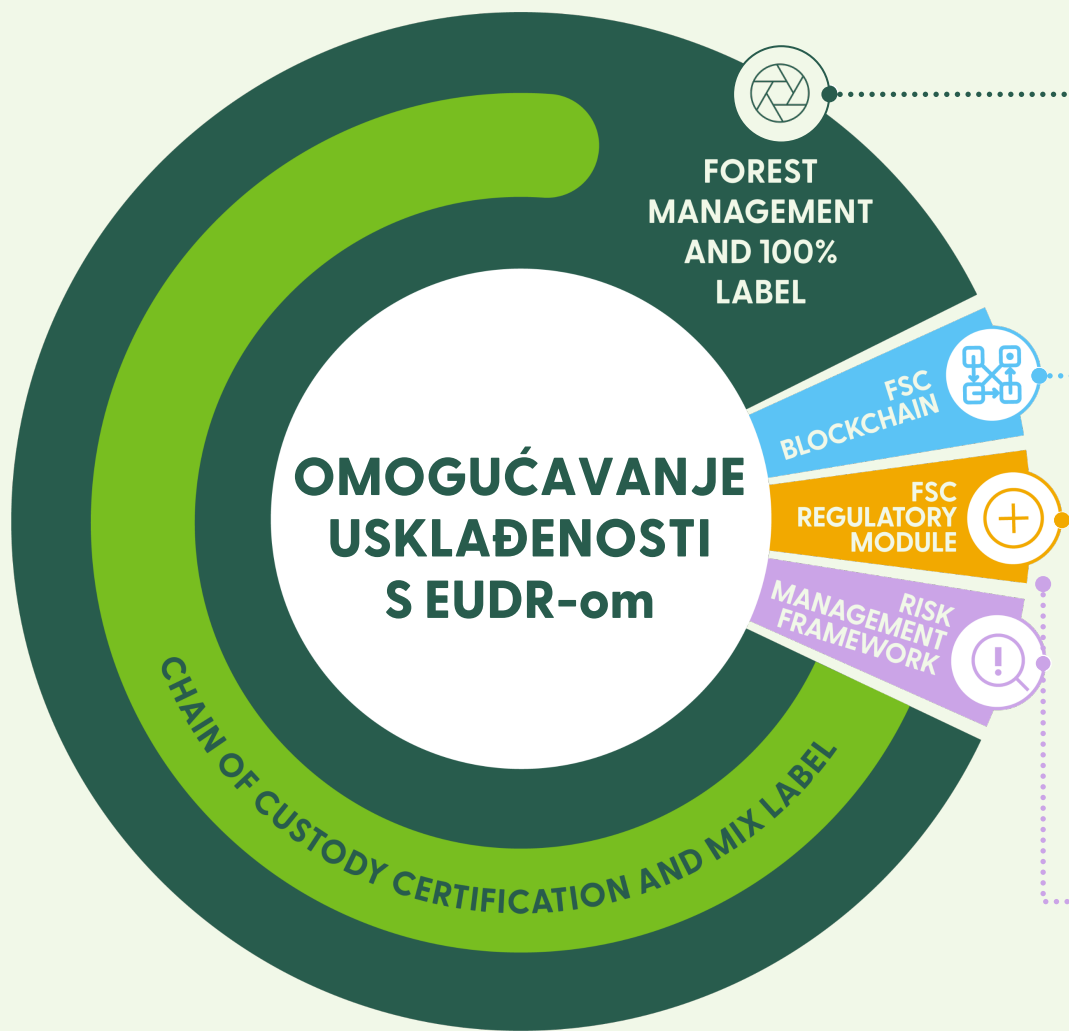 FOREST
MANAGEMENT
AND 100%
LABEL
FSC
BLOCKCHAIN
FSC
REGULATORY
MODULE
RISK
MANAGEMENT
FRAMEWORK
OMOGUĆAVANJE
USKLAĐENOSTI
S EUDR-om
CHAIN OF CUSTODY CERTIFICATION AND MIX LABEL